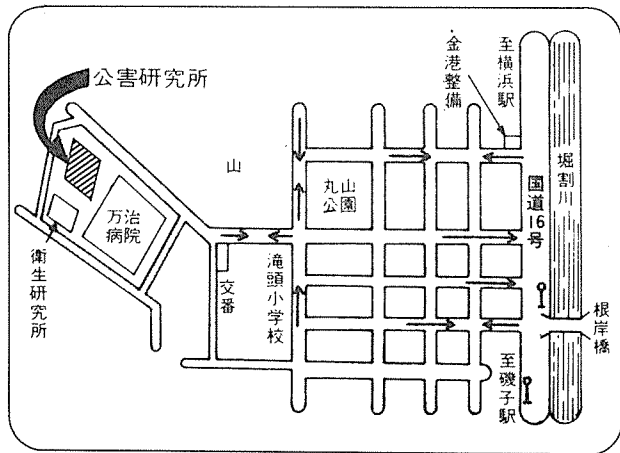 公害研究所
山
万治
病院
衛生研究所
交番
滝頭小学校
丸山
公園
金港整備
至横浜駅
国道16号
堀割川
根岸橋
至磯子駅